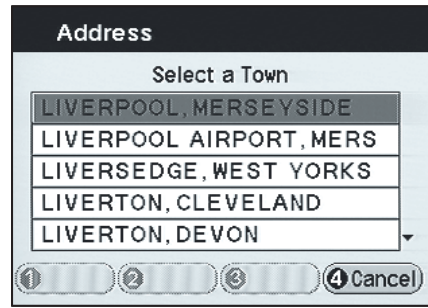 Address
Select a Town
LIVERPOOL,MERSEYSIDE
LIVERPOOL AIRPORT,MERS
LIVERSEDGE,WEST YORKS
LIVERTON,CLEVELAND
LIVERTON,DEVON
1 2 3 4 Cancel